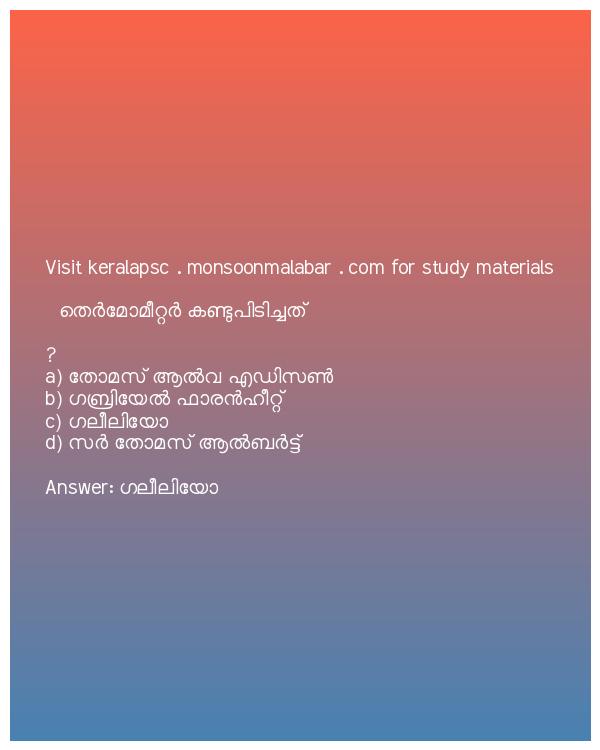 Visit keralapsc . monsoonmalabar . com for study materials
തെർമോമീറ്റർ കണ്ടുപിടിച്ചത്
?
a) തോമസ് ആൽവ എഡിസൺ
b) ഗബ്രിയേൽ ഫാരൻഹീറ്റ്
c) ഗലീലിയോ
d) സർ തോമസ് ആൽബർട്ട്
Answer: ഗലീലിയോ